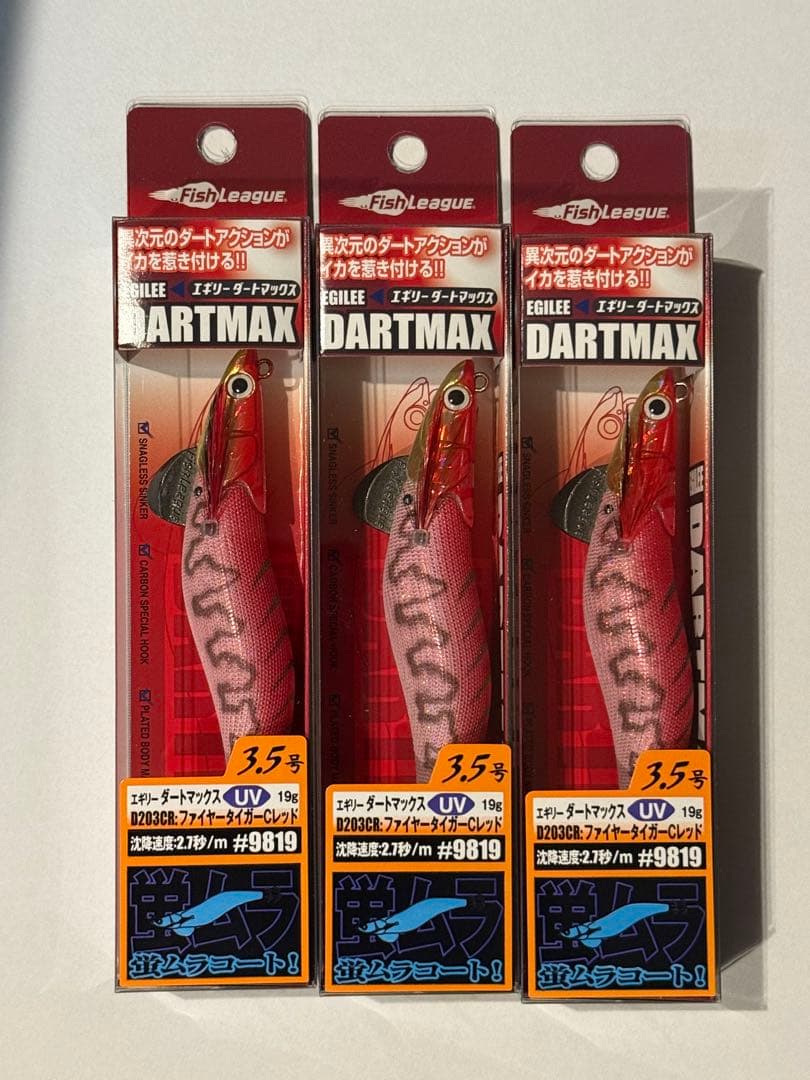 Fish League
異次元のダートアクションが
イカを惹き付ける!!
EGILEE エギリーダートマックス
DARTMAX
SNAGLESS SINKER
CARBON SPECIAL HOOK
PLATED BODY M
3.5号
エギリー ダートマックス UV 19g
D203CR:ファイヤータイガーCレッド
沈降速度:2.7秒/m #9819
蛍ムラ
蛍ムラコート!
Fish League
異次元のダートアクションが
イカを惹き付ける!!
EGILEE エギリーダートマックス
DARTMAX
SNAGLESS SINKER
CARBON SPECIAL HOOK
PLATED BODY M
3.5号
エギリー ダートマックス UV 19g
D203CR:ファイヤータイガーCレッド
沈降速度:2.7秒/m #9819
蛍ムラ
蛍ムラコート!
Fish League
異次元のダートアクションが
イカを惹き付ける!!
EGILEE エギリーダートマックス
DARTMAX
SNAGLESS SINKER
CARBON SPECIAL HOOK
3.5号
エギリー ダートマックス UV 19g
D203CR:ファイヤータイガーCレッド
沈降速度:2.7秒/m #9819
蛍ムラ
蛍ムラコート!